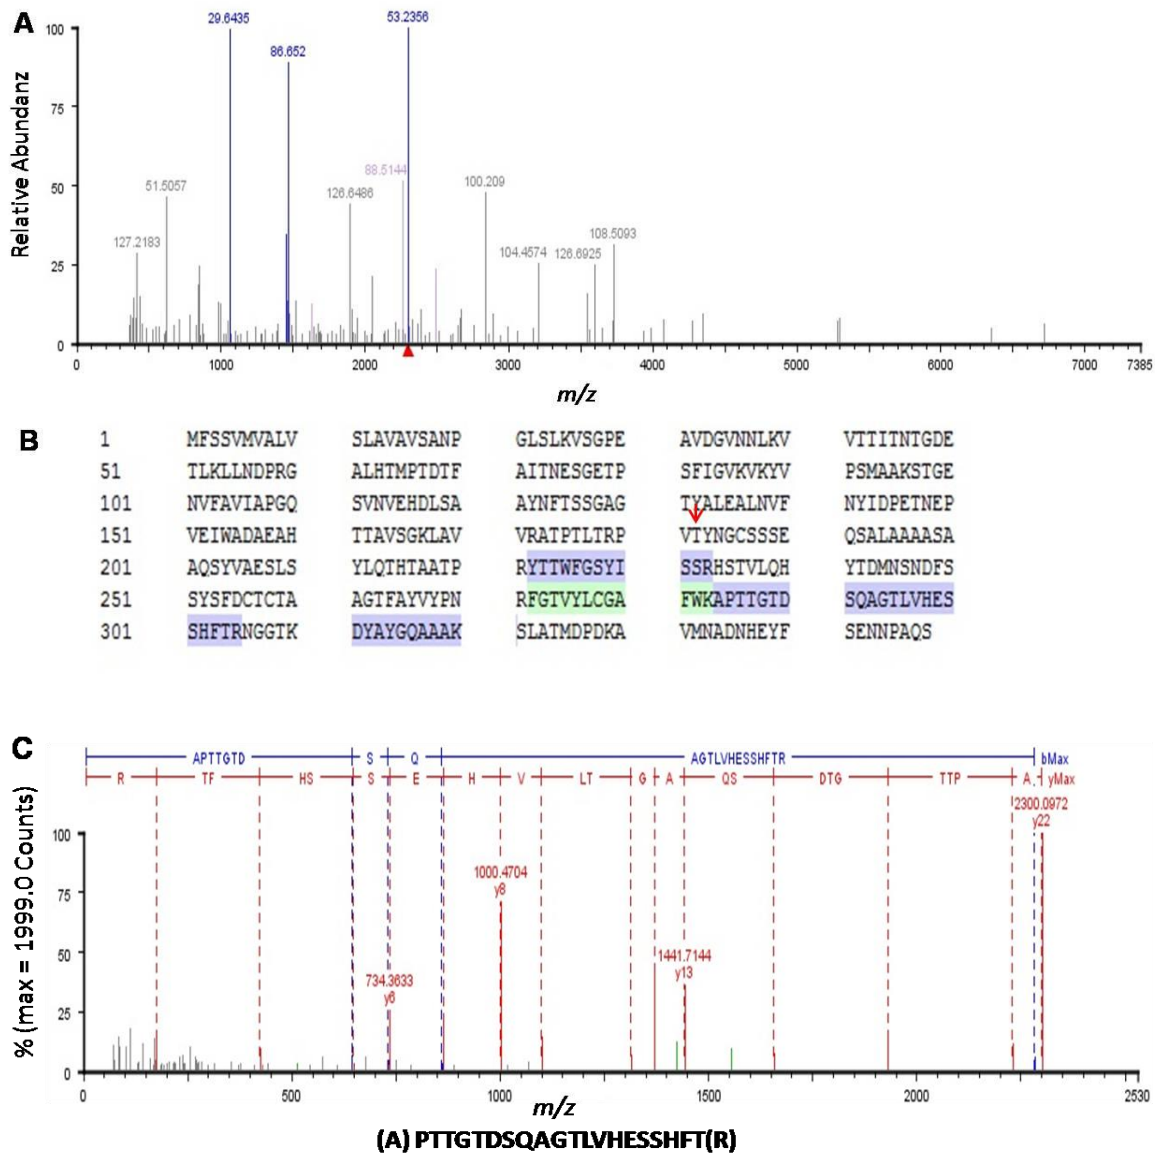 A
29.6435
53.2356
86.652
88.5144
51.5057
126.6486
100.209
127.2183
104.4574
126.6925
108.5093
Relative Abundanz
100
75
50
25
0
0 1000 2000 3000 4000 5000 6000 7000 7385
m/z
B
1 MFSSVMVALV SLAVAVSANP GLSLKVSGPE AVDGVNNLKV VTTITNTGDE
51 TLKLLNDPRG ALHTMPTDTF AITNESGETP SFIGVKVKYV PSMAAKSTGE
101 NVFAVIAPGQ SVNVEHDLSA AYNFTSSGAG TYALEALNVF NYIDPETNEP
151 VEIWADAEAH TTAVSGKLAV VRATPTLTRP VTYNGCSSSE QSALAAAASA
201 AQSYVAESLS YLQTHTAATP RYTTWFGSYI SSRHSTVLQH YTDMNSNDFS
251 SYSFDCTCTA AGTFAYVYPN RFGTVYLCGA FWKAPTTGTD SQAGTLVHES
301 SHFTRNGGTK DYAYGQAAAK SLATMDPDKA VMNADNHEYF SENNPAQS
C
APTTGTD S Q AGTLVHESSHFTR bMax
R TF HS S E H V LT G A QS DTG TTP A. yMax
2300.0972
y22
1000.4704
y8
1441.7144
y13
734.3633
y6
% (max = 1999.0 Counts)
100
75
50
25
0
0 500 1000 1500 2000 2530
m/z
(A) PTTGTDSQAGTLVHESSHFT(R)